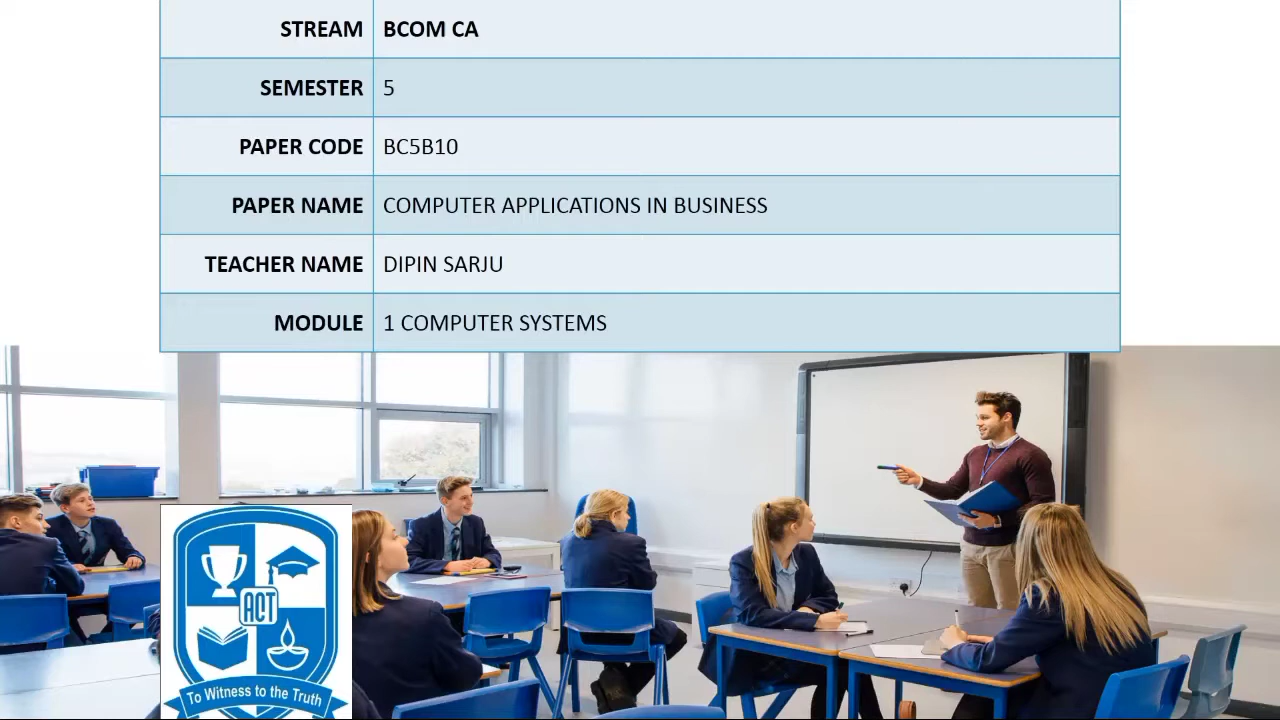 STREAM BCOM CA
SEMESTER 5
PAPER CODE BC5B10
PAPER NAME COMPUTER APPLICATIONS IN BUSINESS
TEACHER NAME DIPIN SARJU
MODULE 1 COMPUTER SYSTEMS
ACT
To Witness to the Truth